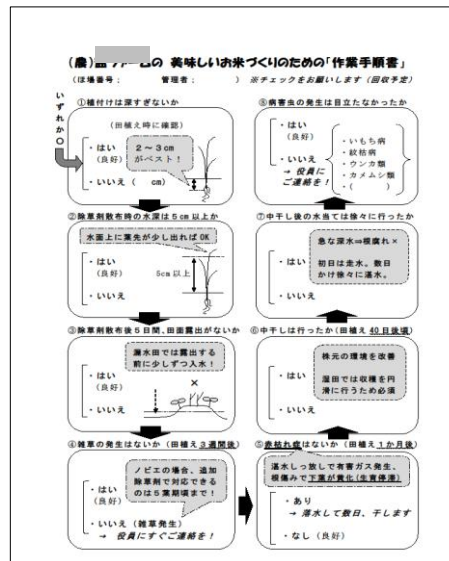 (農) ファームの 美味しいお米づくりのための「作業手順書」
（ほ場番号； 管理者； ） ※チェックをお願いします（回収予定）
いずれか○
①植付けは深すぎないか
（田植え時に確認）
・はい
（良好）
２～３cm
がベスト！
・いいえ（ cm）
②除草剤散布時の水深は５cm以上か
水面上に葉先が少し出ればOK
・はい
（良好）
5cm以上
・いいえ
③除草剤散布後５日間、田面露出がないか
漏水田では露出する
前に少しずつ入水！
・はい
（良好）
×
・いいえ
④雑草の発生はないか（田植え３週間後）
ノビエの場合、追加
除草剤で対応できる
のは５葉期頃まで！
・はい
（良好）
・いいえ（雑草発生）
→ 役員にすぐご連絡を！
⑤赤枯れ症はないか（田植え１か月後）
湛水しっ放しで有害ガス発生、
根傷みで下葉が黄化（生育停滞）
・あり
→ 落水して数日、干します
・なし（良好）
⑥中干しは行ったか（田植え40日後頃）
株元の環境を改善
湿田では収穫を円
滑に行うため必須
・はい
・いいえ
⑦中干し後の水当ては徐々に行ったか
急な深水⇒根腐れ×
初日は走水。数日
かけ徐々に湛水。
・はい
・いいえ
⑧病害虫の発生は目立たなかったか
・はい
（良好）
・いいえ
→ 役員に
ご連絡を！
・いもち病
・紋枯病
・ウンカ類
・カメムシ類
・（ ）